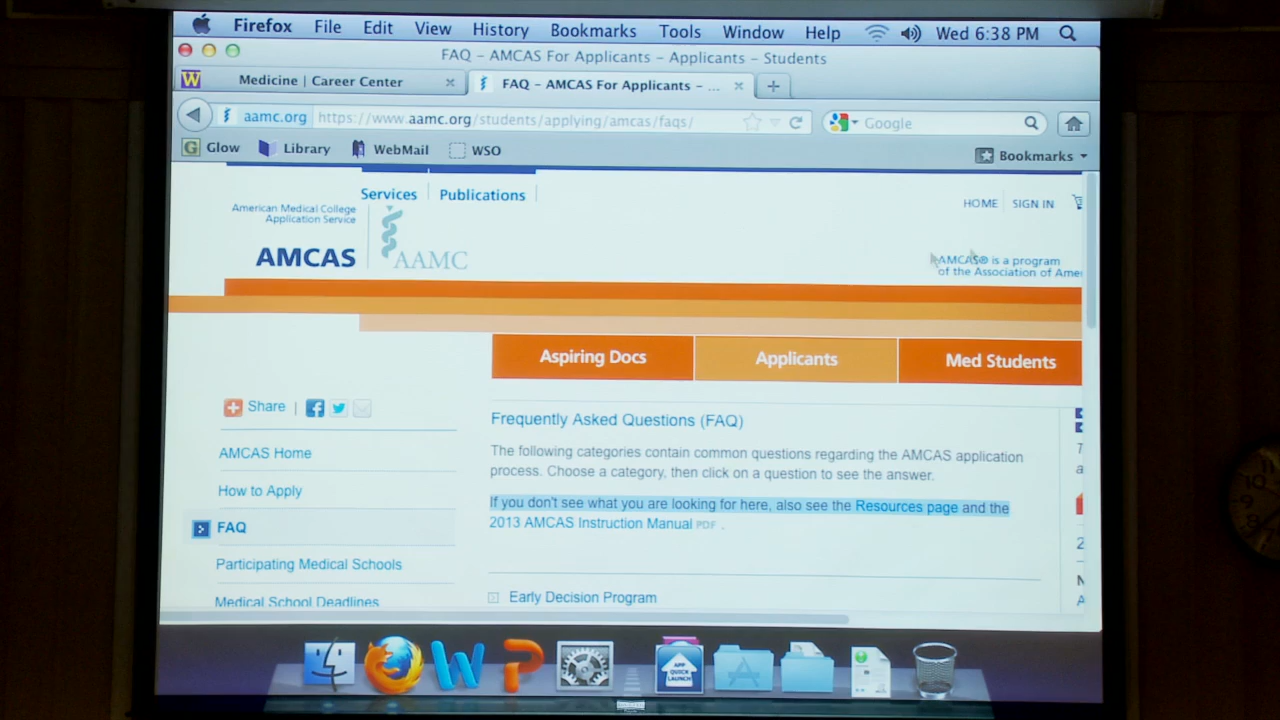 Firefox File Edit View History Bookmarks Tools Window Help Wed 6:38 PM
FAQ – AMCAS For Applicants – Applicants – Students
Medicine | Career Center
FAQ – AMCAS For Applicants – ...
aamc.org https://www.aamc.org/students/applying/amcas/faqs/
Google
Glow Library WebMail WSO Bookmarks
Services Publications
HOME SIGN IN
American Medical College
Application Service
AMCAS
AAMC
AMCAS® is a program
of the Association of Amer
Aspiring Docs Applicants Med Students
Share
AMCAS Home
How to Apply
FAQ
Participating Medical Schools
Medical School Deadlines
Frequently Asked Questions (FAQ)
The following categories contain common questions regarding the AMCAS application
process. Choose a category, then click on a question to see the answer.
If you don't see what you are looking for here, also see the Resources page and the
2013 AMCAS Instruction Manual PDF .
Early Decision Program
APP
QUICK
LAUNCH
10
9
8